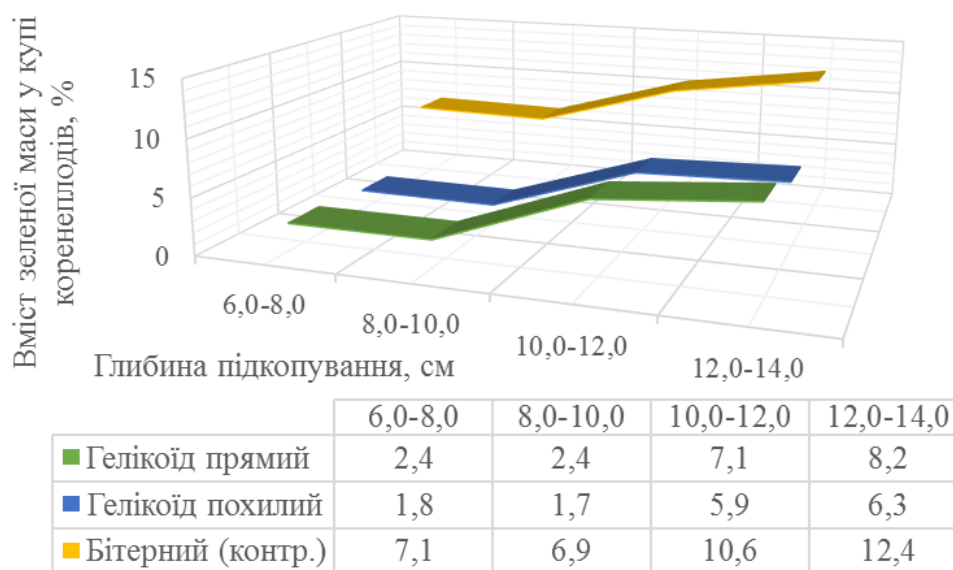 Вміст зеленої маси у купі
коренеплодів, %
15
10
5
0
6,0-8,0
8,0-10,0
10,0-12,0
12,0-14,0
Глибина підкопування, см
6,0-8,0 8,0-10,0 10,0-12,0 12,0-14,0
Гелікоїд прямий 2,4 2,4 7,1 8,2
Гелікоїд похилий 1,8 1,7 5,9 6,3
Бітерний (контр.) 7,1 6,9 10,6 12,4